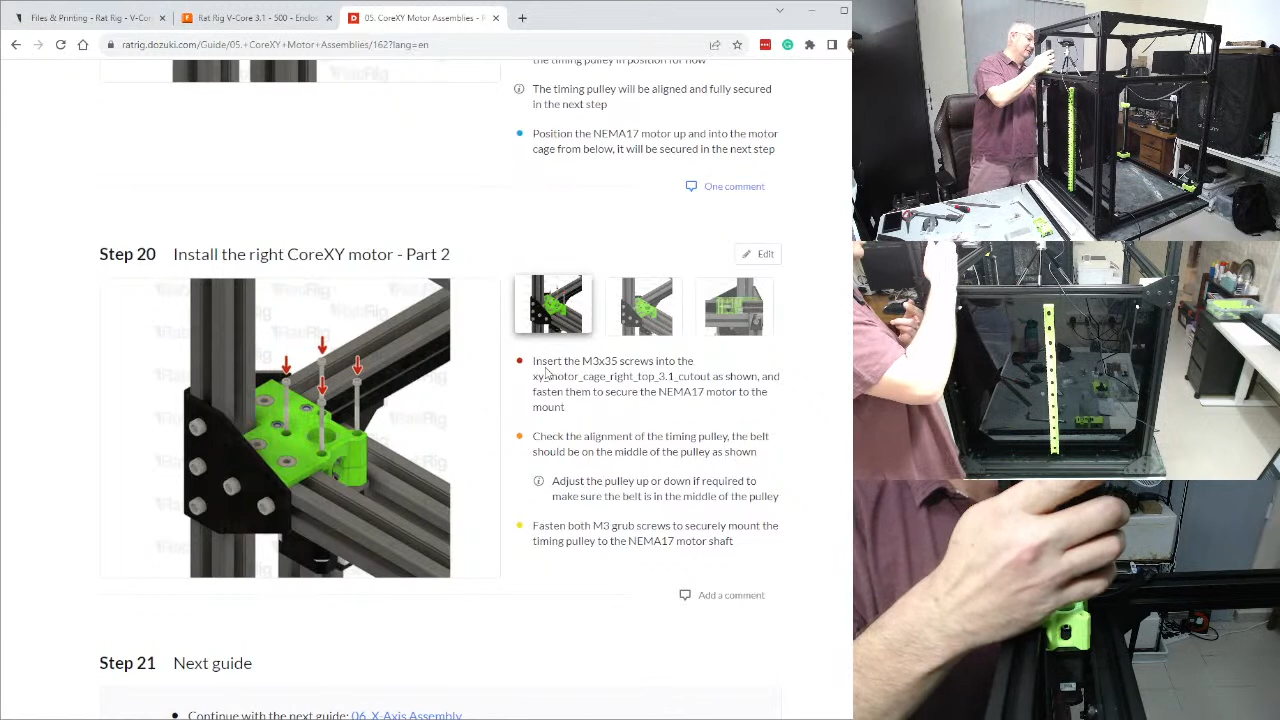 Files & Printing - Rat Rig - V-Core
Rat Rig V-Core 3.1 - 500 - Enclos
05. CoreXY Motor Assemblies - R
ratrig.dozuki.com/Guide/05.+CoreXY+Motor+Assemblies/162?lang=en
the timing pulley in position for now
The timing pulley will be aligned and fully secured
in the next step
Position the NEMA17 motor up and into the motor
cage from below, it will be secured in the next step
One comment
Step 20 Install the right CoreXY motor - Part 2
Edit
Insert the M3x35 screws into the
xy_motor_cage_right_top_3.1_cutout as shown, and
fasten them to secure the NEMA17 motor to the
mount
Check the alignment of the timing pulley, the belt
should be on the middle of the pulley as shown
Adjust the pulley up or down if required to
make sure the belt is in the middle of the pulley
Fasten both M3 grub screws to securely mount the
timing pulley to the NEMA17 motor shaft
Add a comment
Step 21 Next guide
Continue with the next guide: 06. X-Axis Assembly